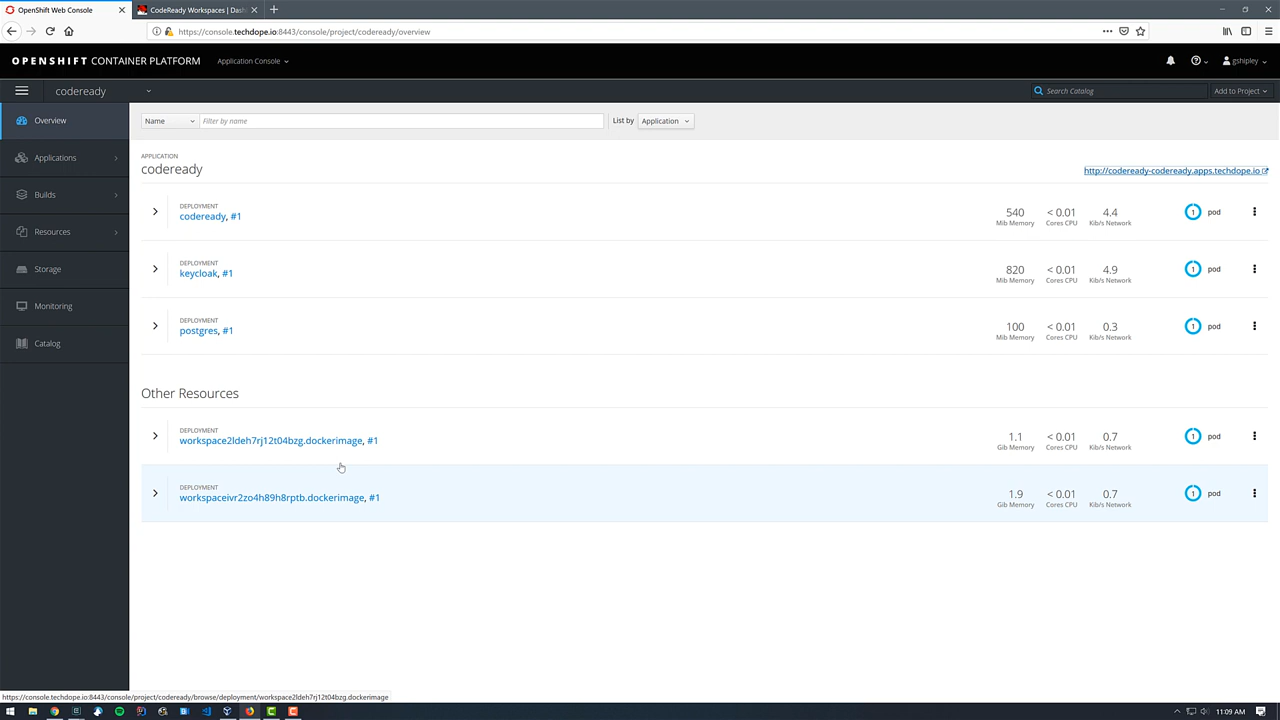 OpenShift Web Console
CodeReady Workspaces | Dash
https://console.techdope.io:8443/console/project/codeready/overview
OPENSHIFT CONTAINER PLATFORM
Application Console
gshipley
codeready
Search Catalog
Add to Project
Overview
Applications
Builds
Resources
Storage
Monitoring
Catalog
Name
Filter by name
List by
Application
APPLICATION
codeready
http://codeready-codeready.apps.techdope.io
DEPLOYMENT
codeready, #1
540
Mib Memory
< 0.01
Cores CPU
4.4
Kib/s Network
1
pod
DEPLOYMENT
keycloak, #1
820
Mib Memory
< 0.01
Cores CPU
4.9
Kib/s Network
1
pod
DEPLOYMENT
postgres, #1
100
Mib Memory
< 0.01
Cores CPU
0.3
Kib/s Network
1
pod
Other Resources
DEPLOYMENT
workspace2ldeh7rj12t04bzg.dockerimage, #1
1.1
Gib Memory
< 0.01
Cores CPU
0.7
Kib/s Network
1
pod
DEPLOYMENT
workspaceivr2zo4h89h8rptb.dockerimage, #1
1.9
Gib Memory
< 0.01
Cores CPU
0.7
Kib/s Network
1
pod
https://console.techdope.io:8443/console/project/codeready/browse/deployment/workspace2ldeh7rj12t04bzg.dockerimage
11:09 AM